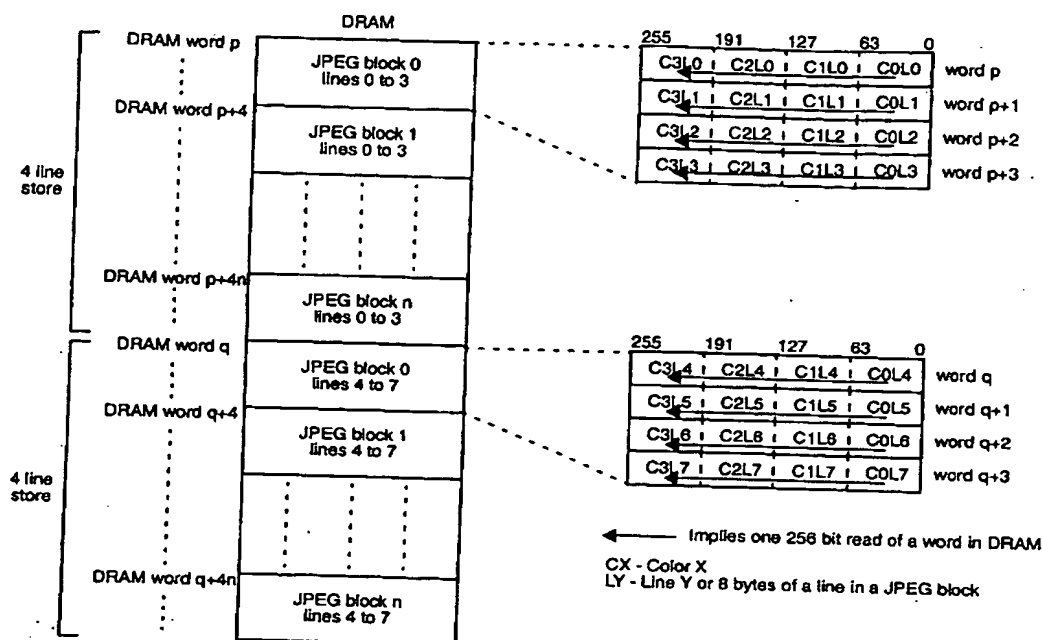 DRAM
DRAM word p
JPEG block 0
lines 0 to 3
DRAM word p+4
JPEG block 1
lines 0 to 3
4 line
store
DRAM word p+4n
JPEG block n
lines 0 to 3
DRAM word q
JPEG block 0
lines 4 to 7
DRAM word q+4
JPEG block 1
lines 4 to 7
4 line
store
DRAM word q+4n
JPEG block n
lines 4 to 7
255 191 127 63 0
C3L0 C2L0 C1L0 C0L0 word p
C3L1 C2L1 C1L1 C0L1 word p+1
C3L2 C2L2 C1L2 C0L2 word p+2
C3L3 C2L3 C1L3 C0L3 word p+3
255 191 127 63 0
C3L4 C2L4 C1L4 C0L4 word q
C3L5 C2L5 C1L5 C0L5 word q+1
C3L6 C2L6 C1L6 C0L6 word q+2
C3L7 C2L7 C1L7 C0L7 word q+3
Implies one 256 bit read of a word in DRAM
CX - Color X
LY - Line Y or 8 bytes of a line in a JPEG block